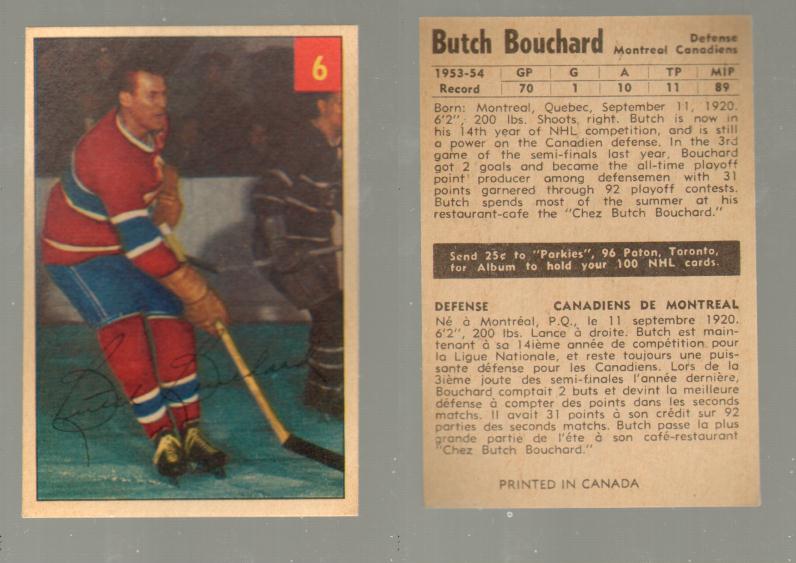 6
Butch Bouchard
Butch Bouchard
Defense
Montreal Canadiens
1953-54 GP G A TP MIP
Record 70 1 10 11 89
Born: Montreal, Quebec, September 11, 1920.
6'2", 200 lbs. Shoots right. Butch is now in
his 14th year of NHL competition, and is still
a power on the Canadien defense. In the 3rd
game of the semi-finals last year, Bouchard
got 2 goals and became the all-time playoff
point producer among defensemen with 31
points garnered through 92 playoff contests.
Butch spends most of the summer at his
restaurant-cafe the "Chez Butch Bouchard."
Send 25¢ to "Parkies", 96 Paton, Toronto,
for Album to hold your 100 NHL cards.
DEFENSE CANADIENS DE MONTREAL
Né à Montréal, P.Q., le 11 septembre 1920.
6'2", 200 lbs. Lance à droite. Butch est main-
tenant à sa 14ième année de compétition pour
la Ligue Nationale, et reste toujours une puis-
sante défense pour les Canadiens. Lors de la
3ième joute des semi-finales l'année dernière,
Bouchard comptait 2 buts et devint la meilleure
défense à compter des points dans les seconds
matchs. Il avait 31 points à son crédit sur 92
parties des seconds matchs. Butch passe la plus
grande partie de l'éte à son café-restaurant
"Chez Butch Bouchard."
PRINTED IN CANADA